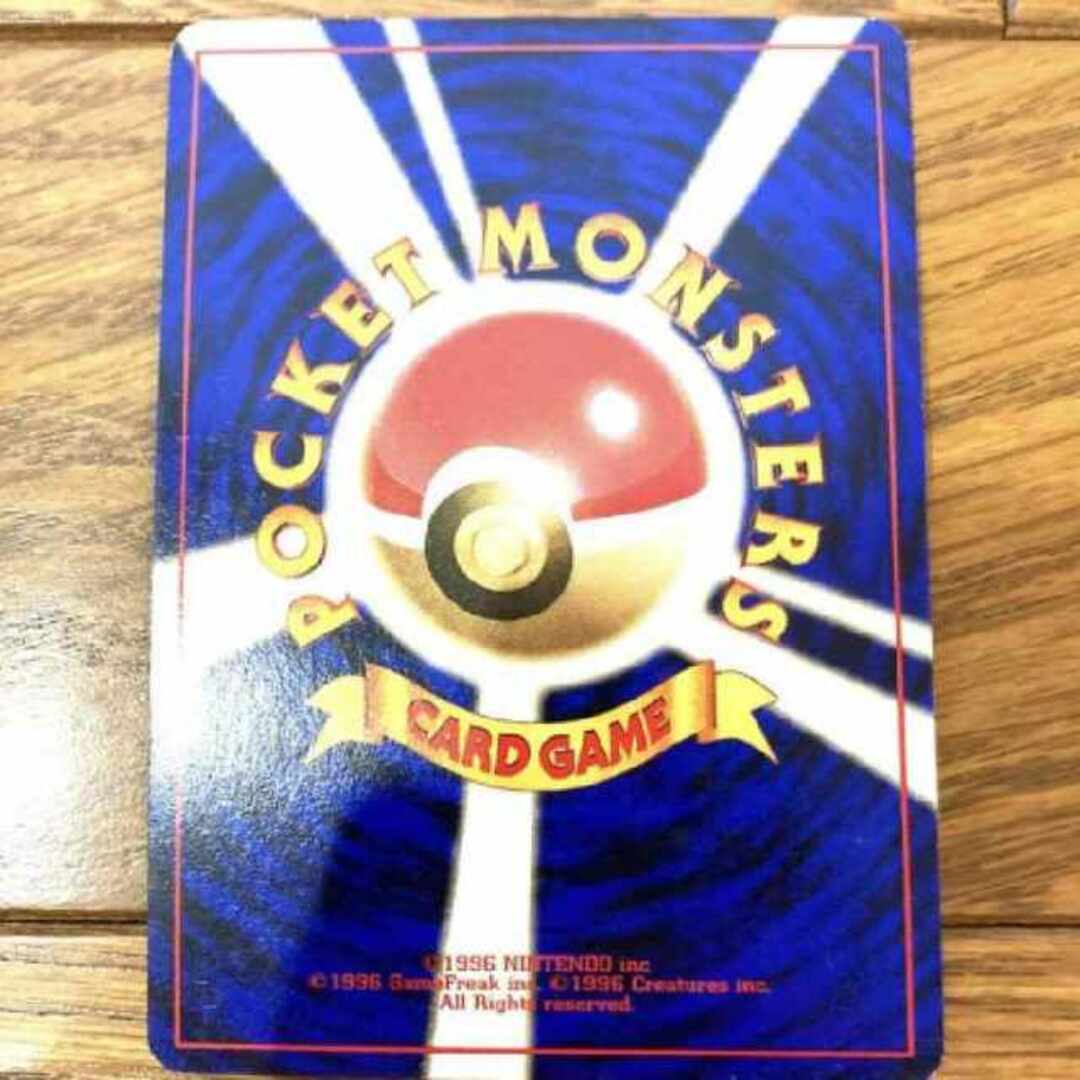 POCKET MONSTERS
CARD GAME
©1996 NINTENDO inc
©1996 GameFreak inc. ©1996 Creatures inc.
All Rights reserved.